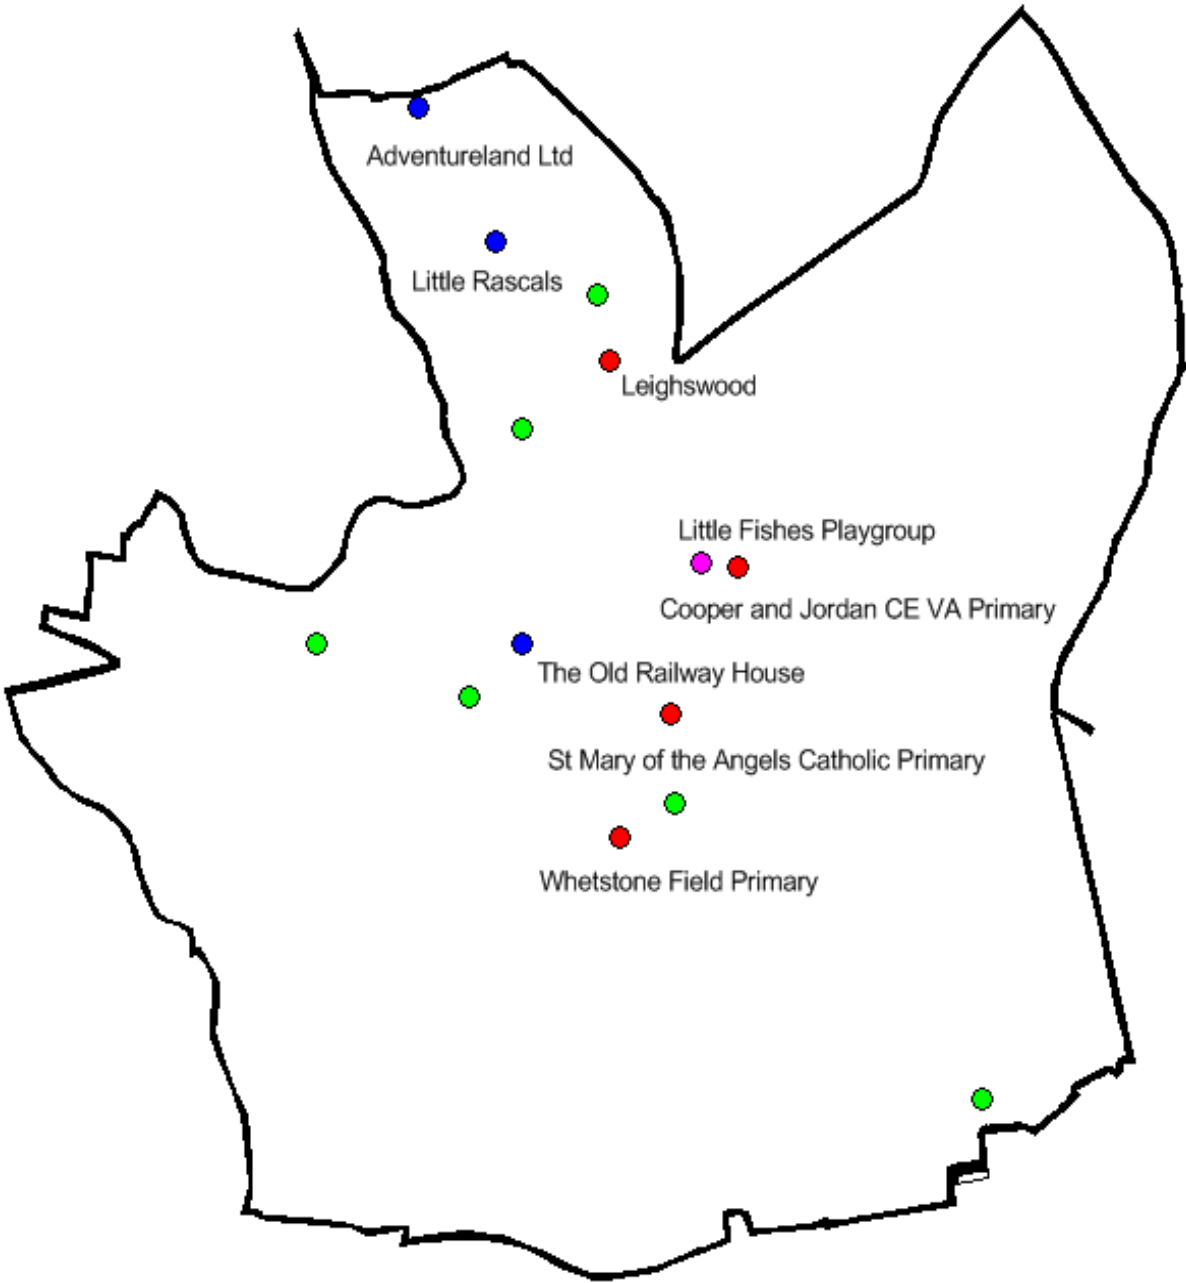 Adventureland Ltd
Little Rascals
Leighswood
Little Fishes Playgroup
Cooper and Jordan CE VA Primary
The Old Railway House
St Mary of the Angels Catholic Primary
Whetstone Field Primary